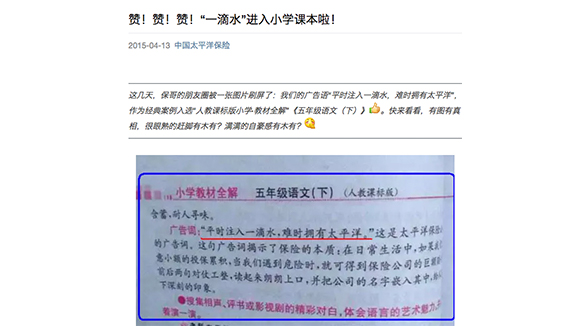 赞！赞！赞！“一滴水”进入小学课本啦！
2015-04-13 中国太平洋保险
这几天，保哥的朋友圈被一张图片刷屏了：我们的广告语“平时注入一滴水，难时拥有太平洋”，
作为经典案例入选“人教课标版小学·教材全解”《五年级语文（下）》👍。快来看看，有图有真
相，很眼熟的赶脚有木有？满满的自豪感有木有？
小学教材全解 五年级语文(下) (人教课标版)
含蓄,耐人寻味。
广告词:“平时注入一滴水,难时拥有太平洋。”这是太平洋保险
的广告词。这句广告词揭示了保险的本质:在日常生活中,如果我们
意小额的投保累积,当我们遇到危险时,就可得到保险公司的巨额
前后两句对仗工整,读起来朗朗上口,并把公司的名字嵌入其中,给
下深刻的印象。
●搜集相声、评书或影视剧的精彩对白,体会语言的艺术魅力
看演一演。